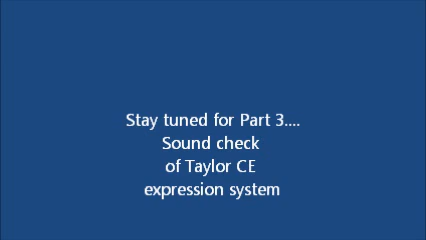 Stay tuned for Part 3....
Sound check
of Taylor CE
expression system